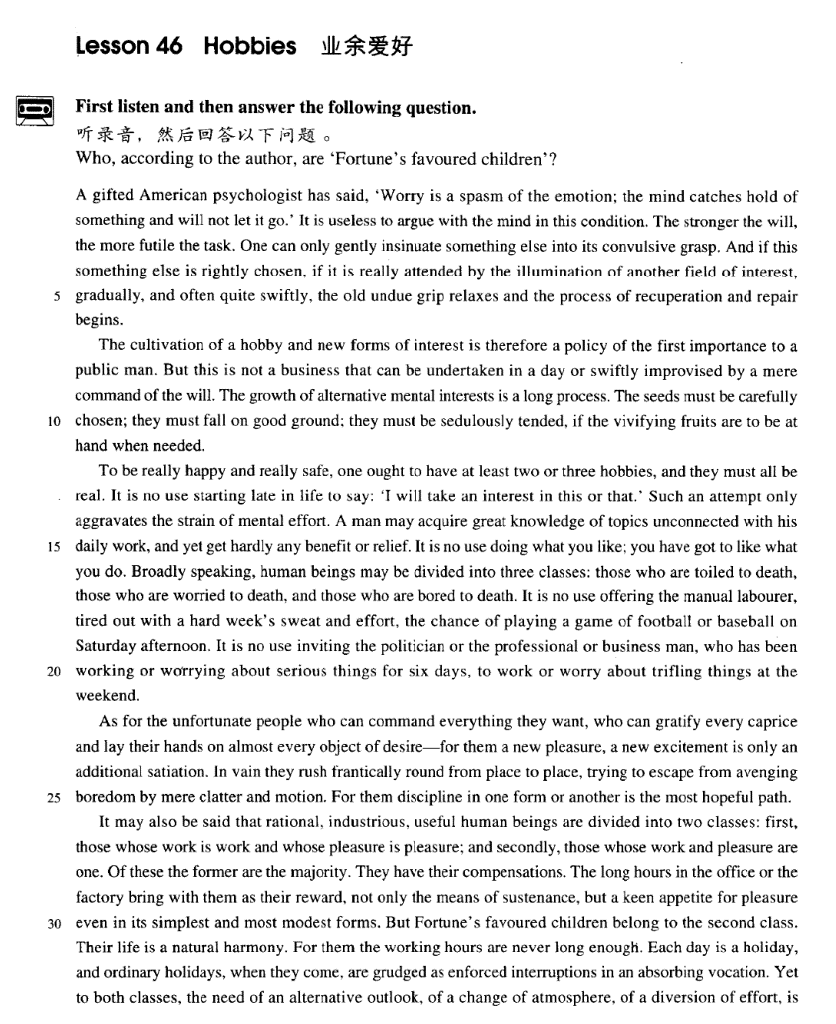 Lesson 46 Hobbies 业余爱好
First listen and then answer the following question.
听录音，然后回答以下问题。
Who, according to the author, are ‘Fortune’s favoured children’?
A gifted American psychologist has said, ‘Worry is a spasm of the emotion; the mind catches hold of
something and will not let it go.’ It is useless to argue with the mind in this condition. The stronger the will,
the more futile the task. One can only gently insinuate something else into its convulsive grasp. And if this
something else is rightly chosen, if it is really attended by the illumination of another field of interest,
5 gradually, and often quite swiftly, the old undue grip relaxes and the process of recuperation and repair
begins.
The cultivation of a hobby and new forms of interest is therefore a policy of the first importance to a
public man. But this is not a business that can be undertaken in a day or swiftly improvised by a mere
command of the will. The growth of alternative mental interests is a long process. The seeds must be carefully
10 chosen; they must fall on good ground; they must be sedulously tended, if the vivifying fruits are to be at
hand when needed.
To be really happy and really safe, one ought to have at least two or three hobbies, and they must all be
real. It is no use starting late in life to say: ‘I will take an interest in this or that.’ Such an attempt only
aggravates the strain of mental effort. A man may acquire great knowledge of topics unconnected with his
15 daily work, and yet get hardly any benefit or relief. It is no use doing what you like; you have got to like what
you do. Broadly speaking, human beings may be divided into three classes: those who are toiled to death,
those who are worried to death, and those who are bored to death. It is no use offering the manual labourer,
tired out with a hard week’s sweat and effort, the chance of playing a game of football or baseball on
Saturday afternoon. It is no use inviting the politician or the professional or business man, who has been
20 working or worrying about serious things for six days, to work or worry about trifling things at the
weekend.
As for the unfortunate people who can command everything they want, who can gratify every caprice
and lay their hands on almost every object of desire—for them a new pleasure, a new excitement is only an
additional satiation. In vain they rush frantically round from place to place, trying to escape from avenging
25 boredom by mere clatter and motion. For them discipline in one form or another is the most hopeful path.
It may also be said that rational, industrious, useful human beings are divided into two classes: first,
those whose work is work and whose pleasure is pleasure; and secondly, those whose work and pleasure are
one. Of these the former are the majority. They have their compensations. The long hours in the office or the
factory bring with them as their reward, not only the means of sustenance, but a keen appetite for pleasure
30 even in its simplest and most modest forms. But Fortune’s favoured children belong to the second class.
Their life is a natural harmony. For them the working hours are never long enough. Each day is a holiday,
and ordinary holidays, when they come, are grudged as enforced interruptions in an absorbing vocation. Yet
to both classes, the need of an alternative outlook, of a change of atmosphere, of a diversion of effort, is